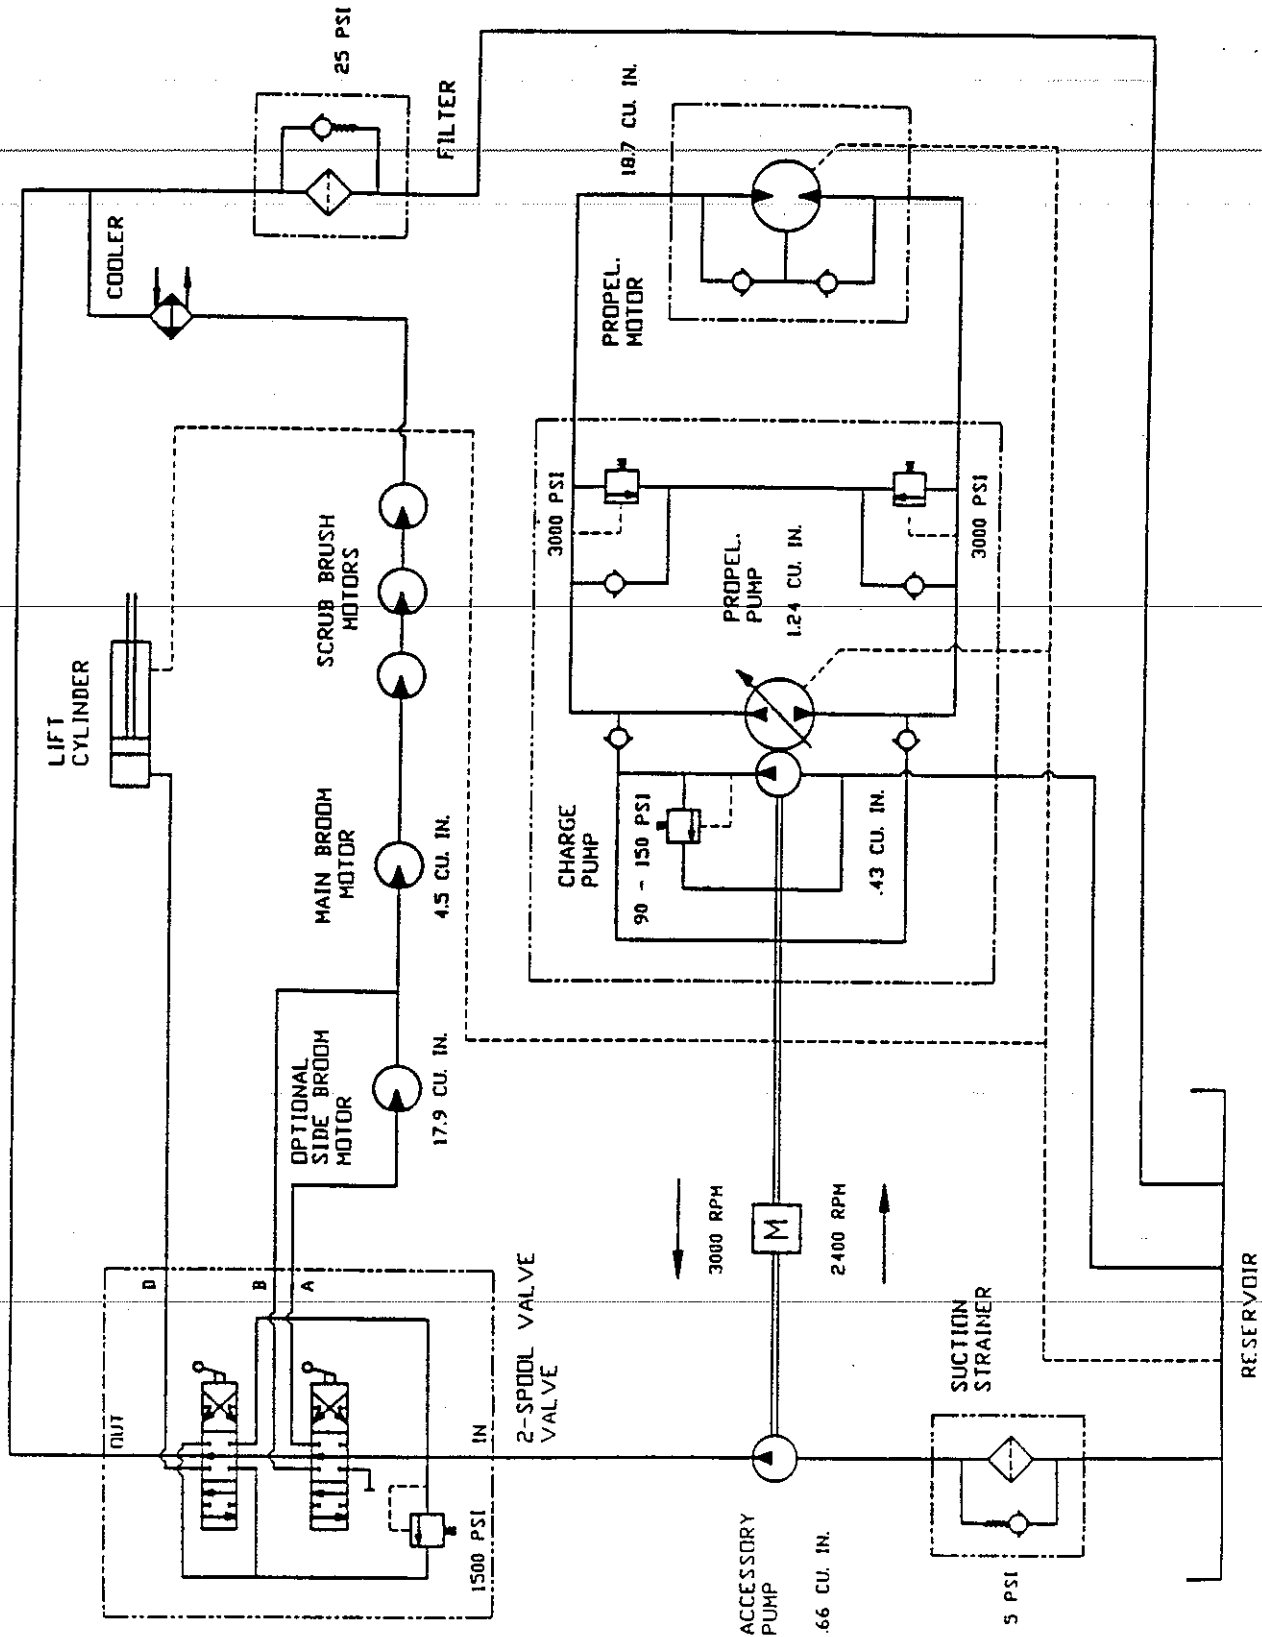 LIFT
CYLINDER
COOLER
25 PSI
FILTER
SCRUB BRUSH
MOTORS
MAIN BROOM
MOTOR
4.5 CU. IN.
OPTIONAL
SIDE BROOM
MOTOR
17.9 CU. IN.
D
B
A
OUT
IN
1500 PSI
2-SPOOL VALVE
VALVE
PROPEL.
MOTOR
18.7 CU. IN.
3000 PSI
PROPEL.
PUMP
1.24 CU. IN.
3000 PSI
CHARGE
PUMP
90 - 150 PSI
.43 CU. IN.
3000 RPM
M
2400 RPM
ACCESSORY
PUMP
.66 CU. IN.
SUCTION
STRAINER
5 PSI
RESERVOIR